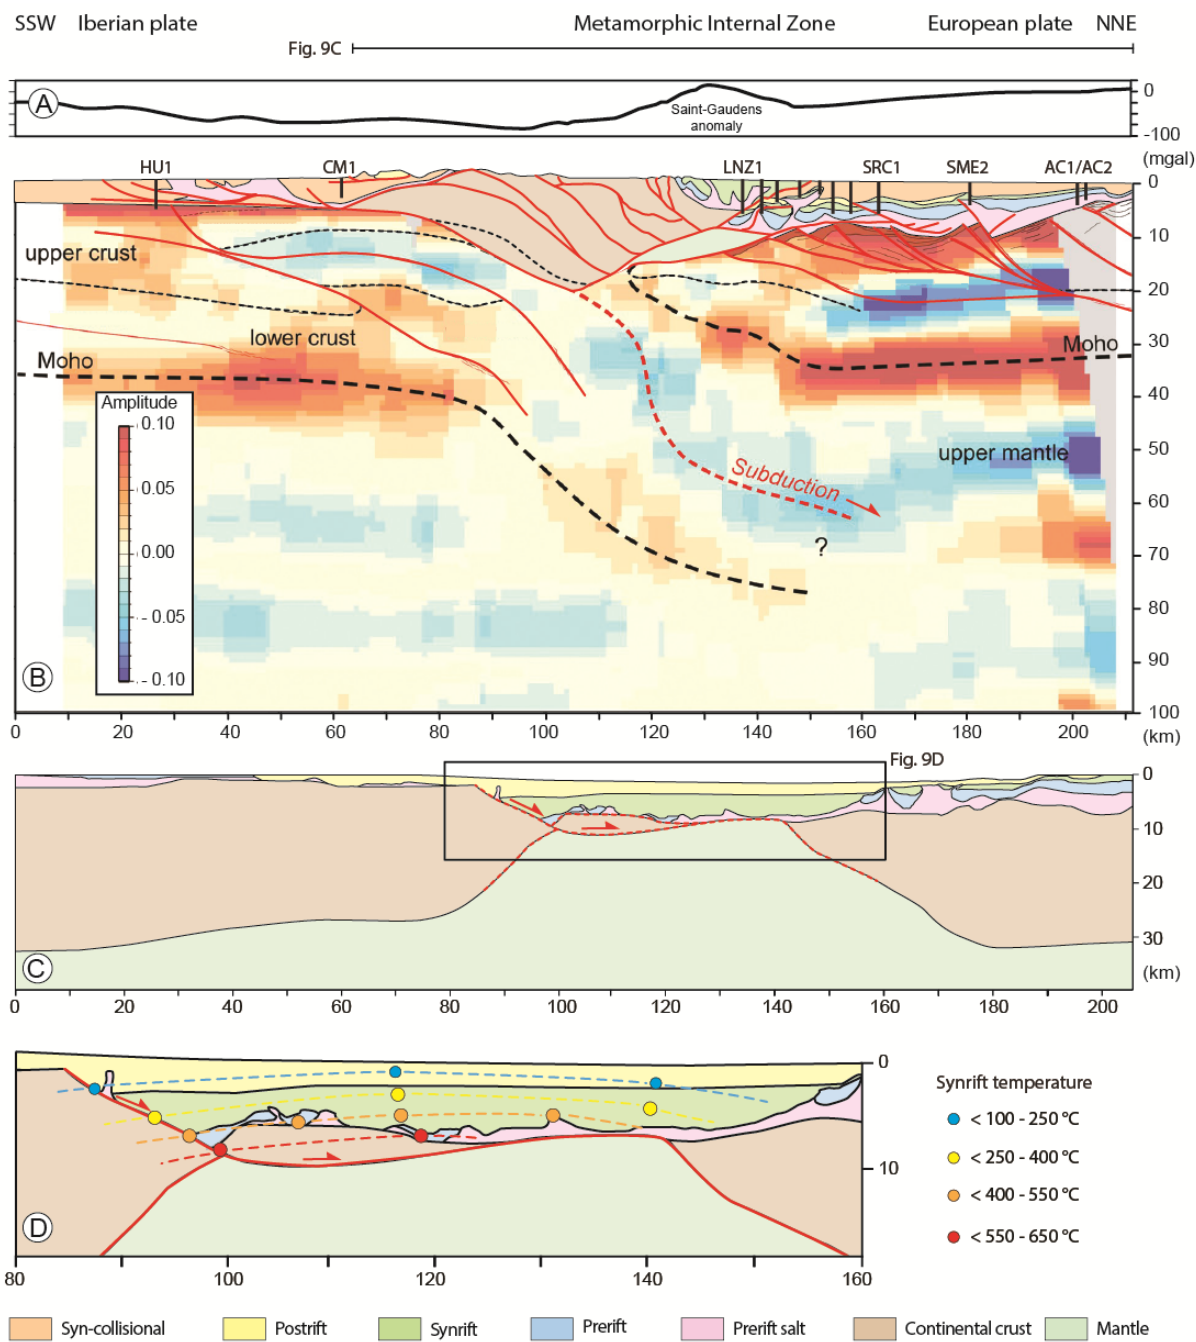 SSW Iberian plate Metamorphic Internal Zone European plate NNE
Fig. 9C
A
Saint-Gaudens
anomaly
0
-100
(mgal)
HU1 CM1 LNZ1 SRC1 SME2 AC1/AC2
0
10
upper crust
20
lower crust
30
Moho
Moho
40
Amplitude
0.10
0.05
0.00
- 0.05
- 0.10
50
upper mantle
Subduction
60
?
70
80
90
B
100
(km)
0 20 40 60 80 100 120 140 160 180 200
Fig. 9D
0
10
20
30
(km)
C
0 20 40 60 80 100 120 140 160 180 200
0
10
D
80 100 120 140 160
Synrift temperature
< 100 - 250 °C
< 250 - 400 °C
< 400 - 550 °C
< 550 - 650 °C
Syn-collisional Postrift Synrift Prerift Prerift salt Continental crust Mantle